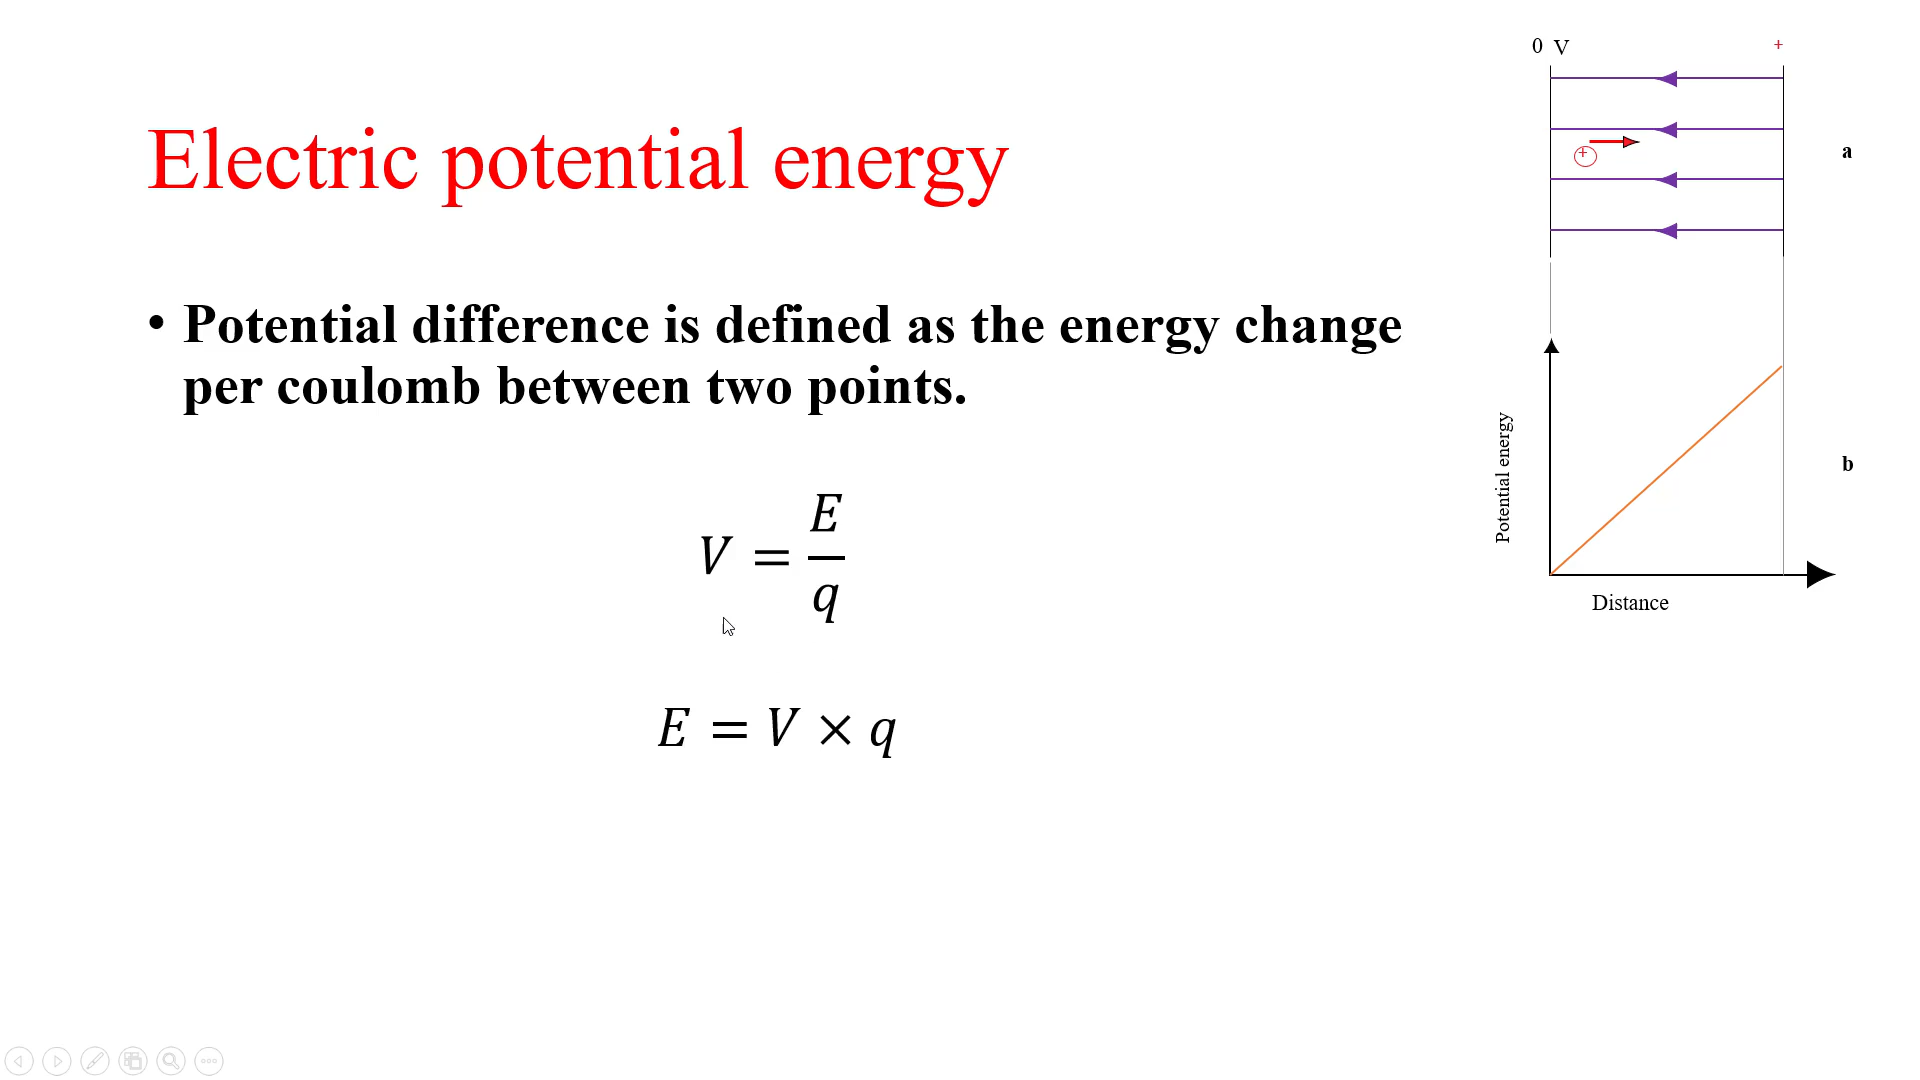 Electric potential energy
• Potential difference is defined as the energy change
per coulomb between two points.
V = E/q
E = V × q
0 V +
+
a
Potential energy
b
Distance